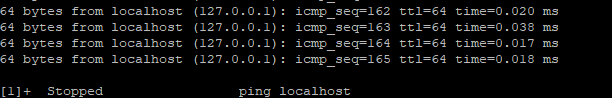 64 bytes from localhost (127.0.0.1): icmp_seq=162 ttl=64 time=0.020 ms
64 bytes from localhost (127.0.0.1): icmp_seq=163 ttl=64 time=0.038 ms
64 bytes from localhost (127.0.0.1): icmp_seq=164 ttl=64 time=0.017 ms
64 bytes from localhost (127.0.0.1): icmp_seq=165 ttl=64 time=0.018 ms
[1]+  Stopped                 ping localhost